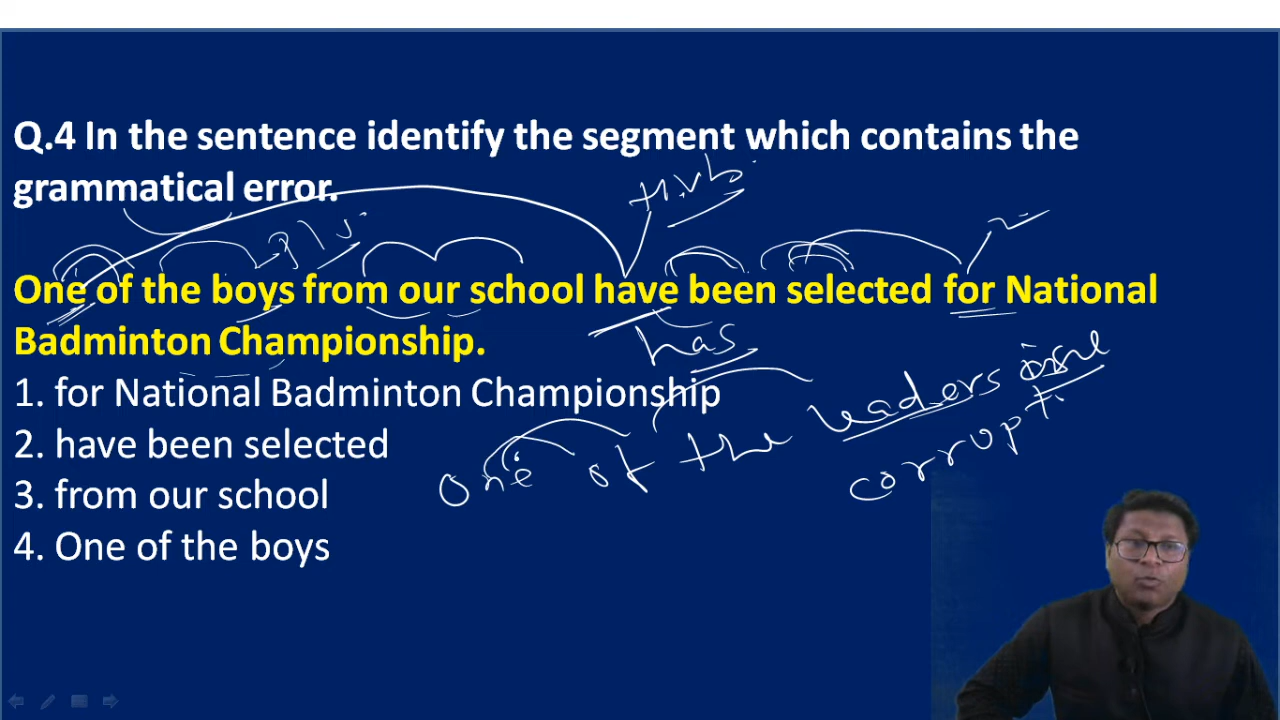 Q.4 In the sentence identify the segment which contains the
grammatical error.
H.Vb.
Plu.
One of the boys from our school have been selected for National
Badminton Championship.
has
1. for National Badminton Championship
2. have been selected
3. from our school
4. One of the boys
One of the leaders
corrupt.